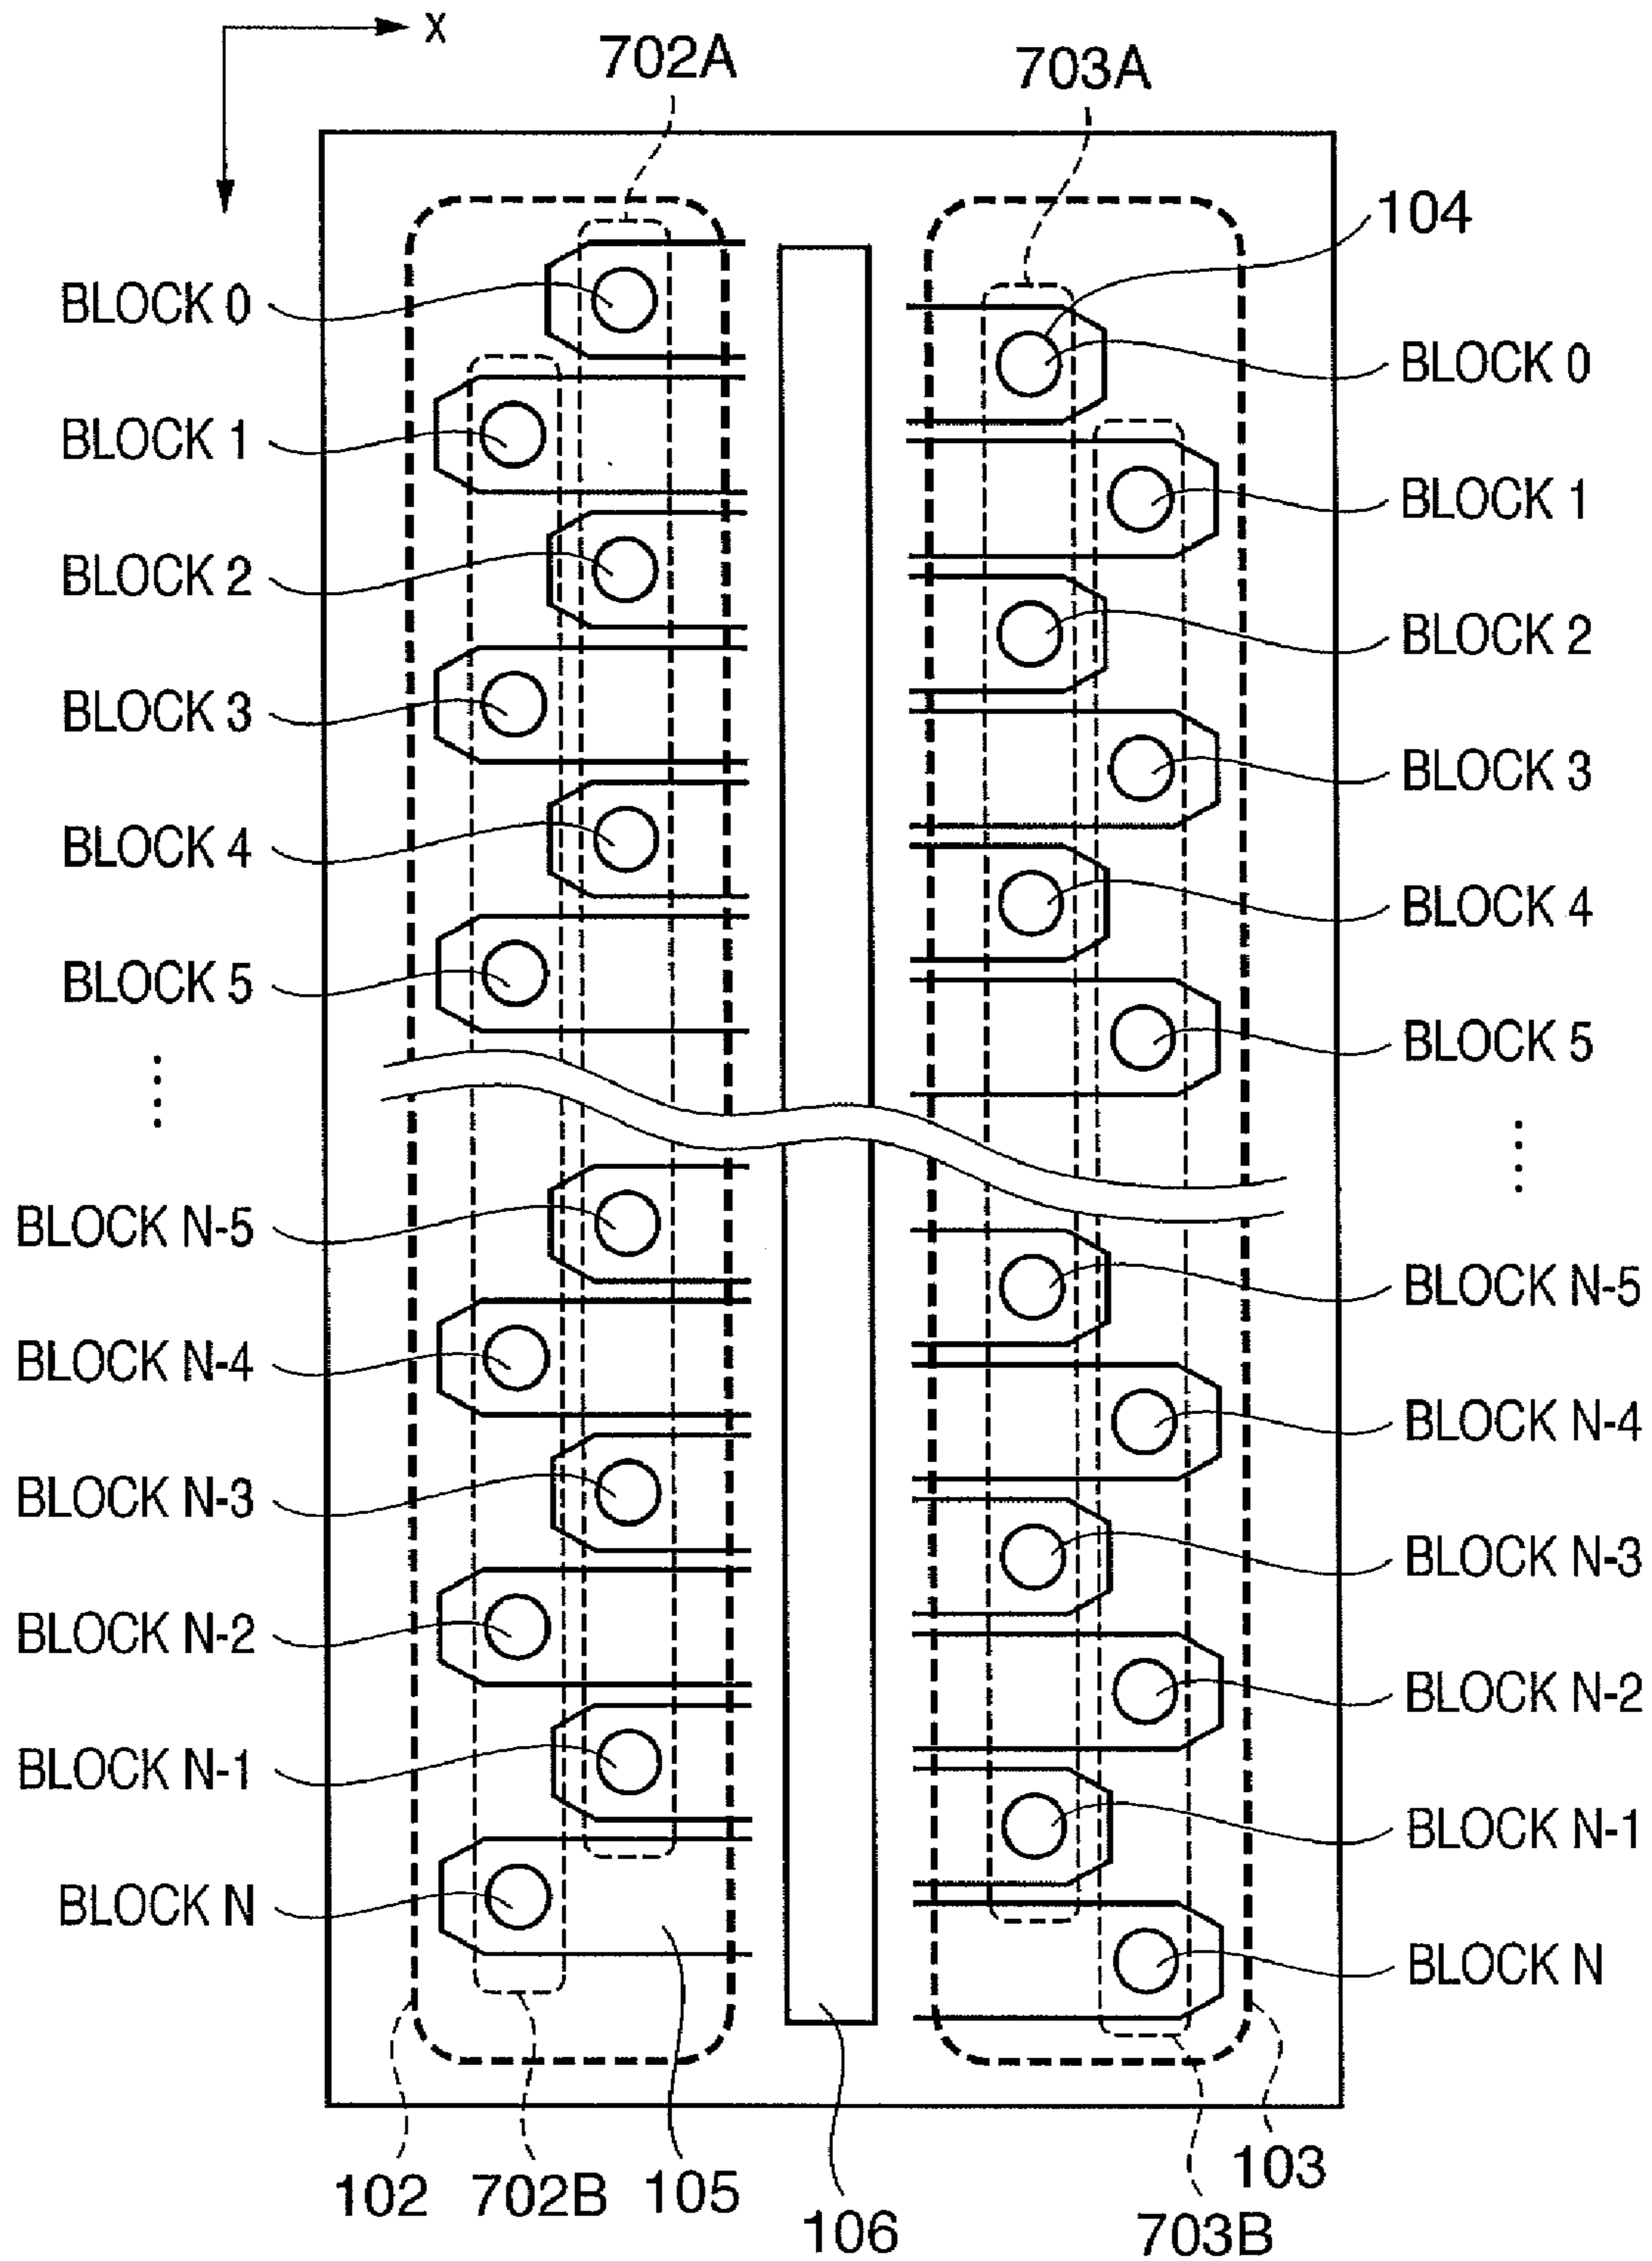 X
702A
703A
104
BLOCK 0
BLOCK 0
BLOCK 1
BLOCK 1
BLOCK 2
BLOCK 2
BLOCK 3
BLOCK 3
BLOCK 4
BLOCK 4
BLOCK 5
BLOCK 5
BLOCK N-5
BLOCK N-5
BLOCK N-4
BLOCK N-4
BLOCK N-3
BLOCK N-3
BLOCK N-2
BLOCK N-2
BLOCK N-1
BLOCK N-1
BLOCK N
BLOCK N
102
702B
105
106
703B
103